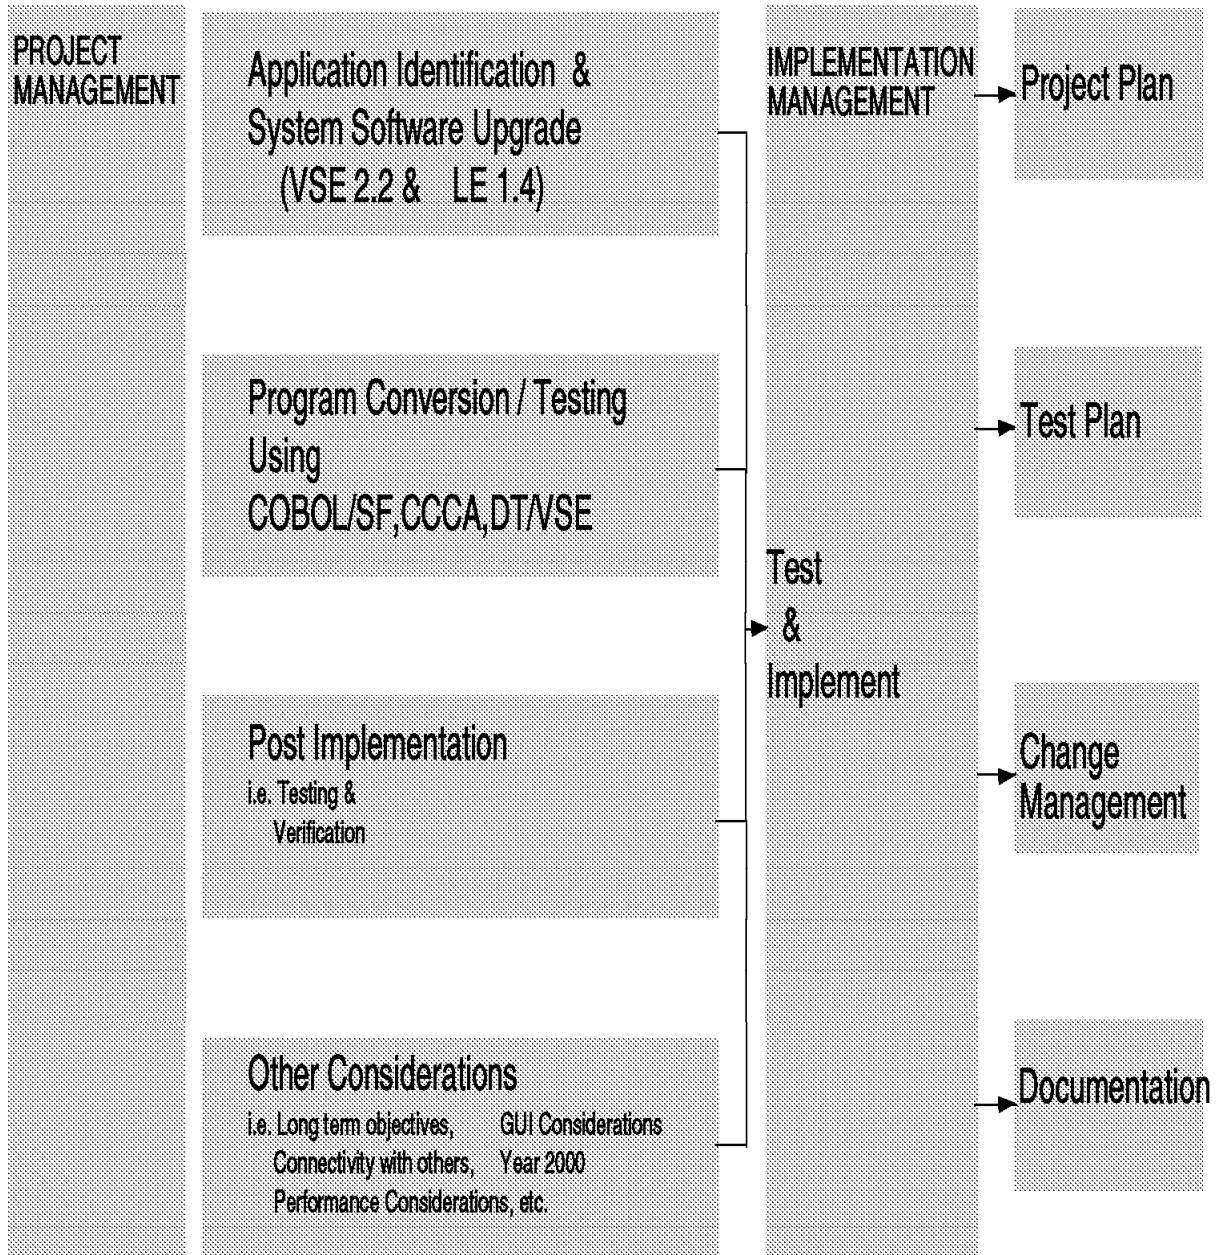 PROJECT
MANAGEMENT
Application Identification &
System Software Upgrade
(VSE 2.2 & LE 1.4)
Program Conversion / Testing
Using
COBOL/SF,CCCA,DT/VSE
Post Implementation
i.e. Testing &
Verification
Other Considerations
i.e. Long term objectives, GUI Considerations
Connectivity with others, Year 2000
Performance Considerations, etc.
IMPLEMENTATION
MANAGEMENT
Test
&
Implement
Project Plan
Test Plan
Change
Management
Documentation